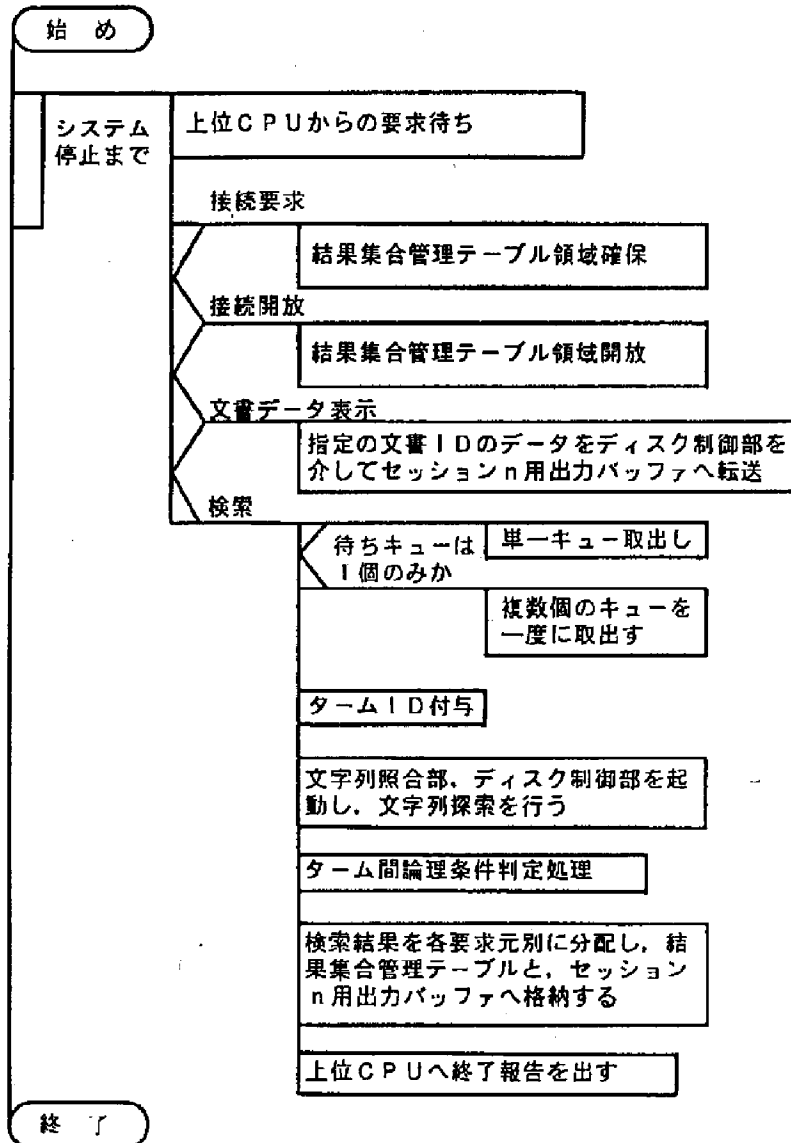 始 め
システム
停止まで
上位CPUからの要求待ち
接続要求
結果集合管理テーブル領域確保
接続開放
結果集合管理テーブル領域開放
文書データ表示
指定の文書IDのデータをディスク制御部を
介してセッションn用出力バッファへ転送
検索
待ちキューは
1個のみか
単一キュー取出し
複数個のキューを
一度に取出す
タームID付与
文字列照合部,ディスク制御部を起
動し,文字列探索を行う
ターム間論理条件判定処理
検索結果を各要求元別に分配し,結
果集合管理テーブルと,セッション
n用出力バッファへ格納する
上位CPUへ終了報告を出す
終 了